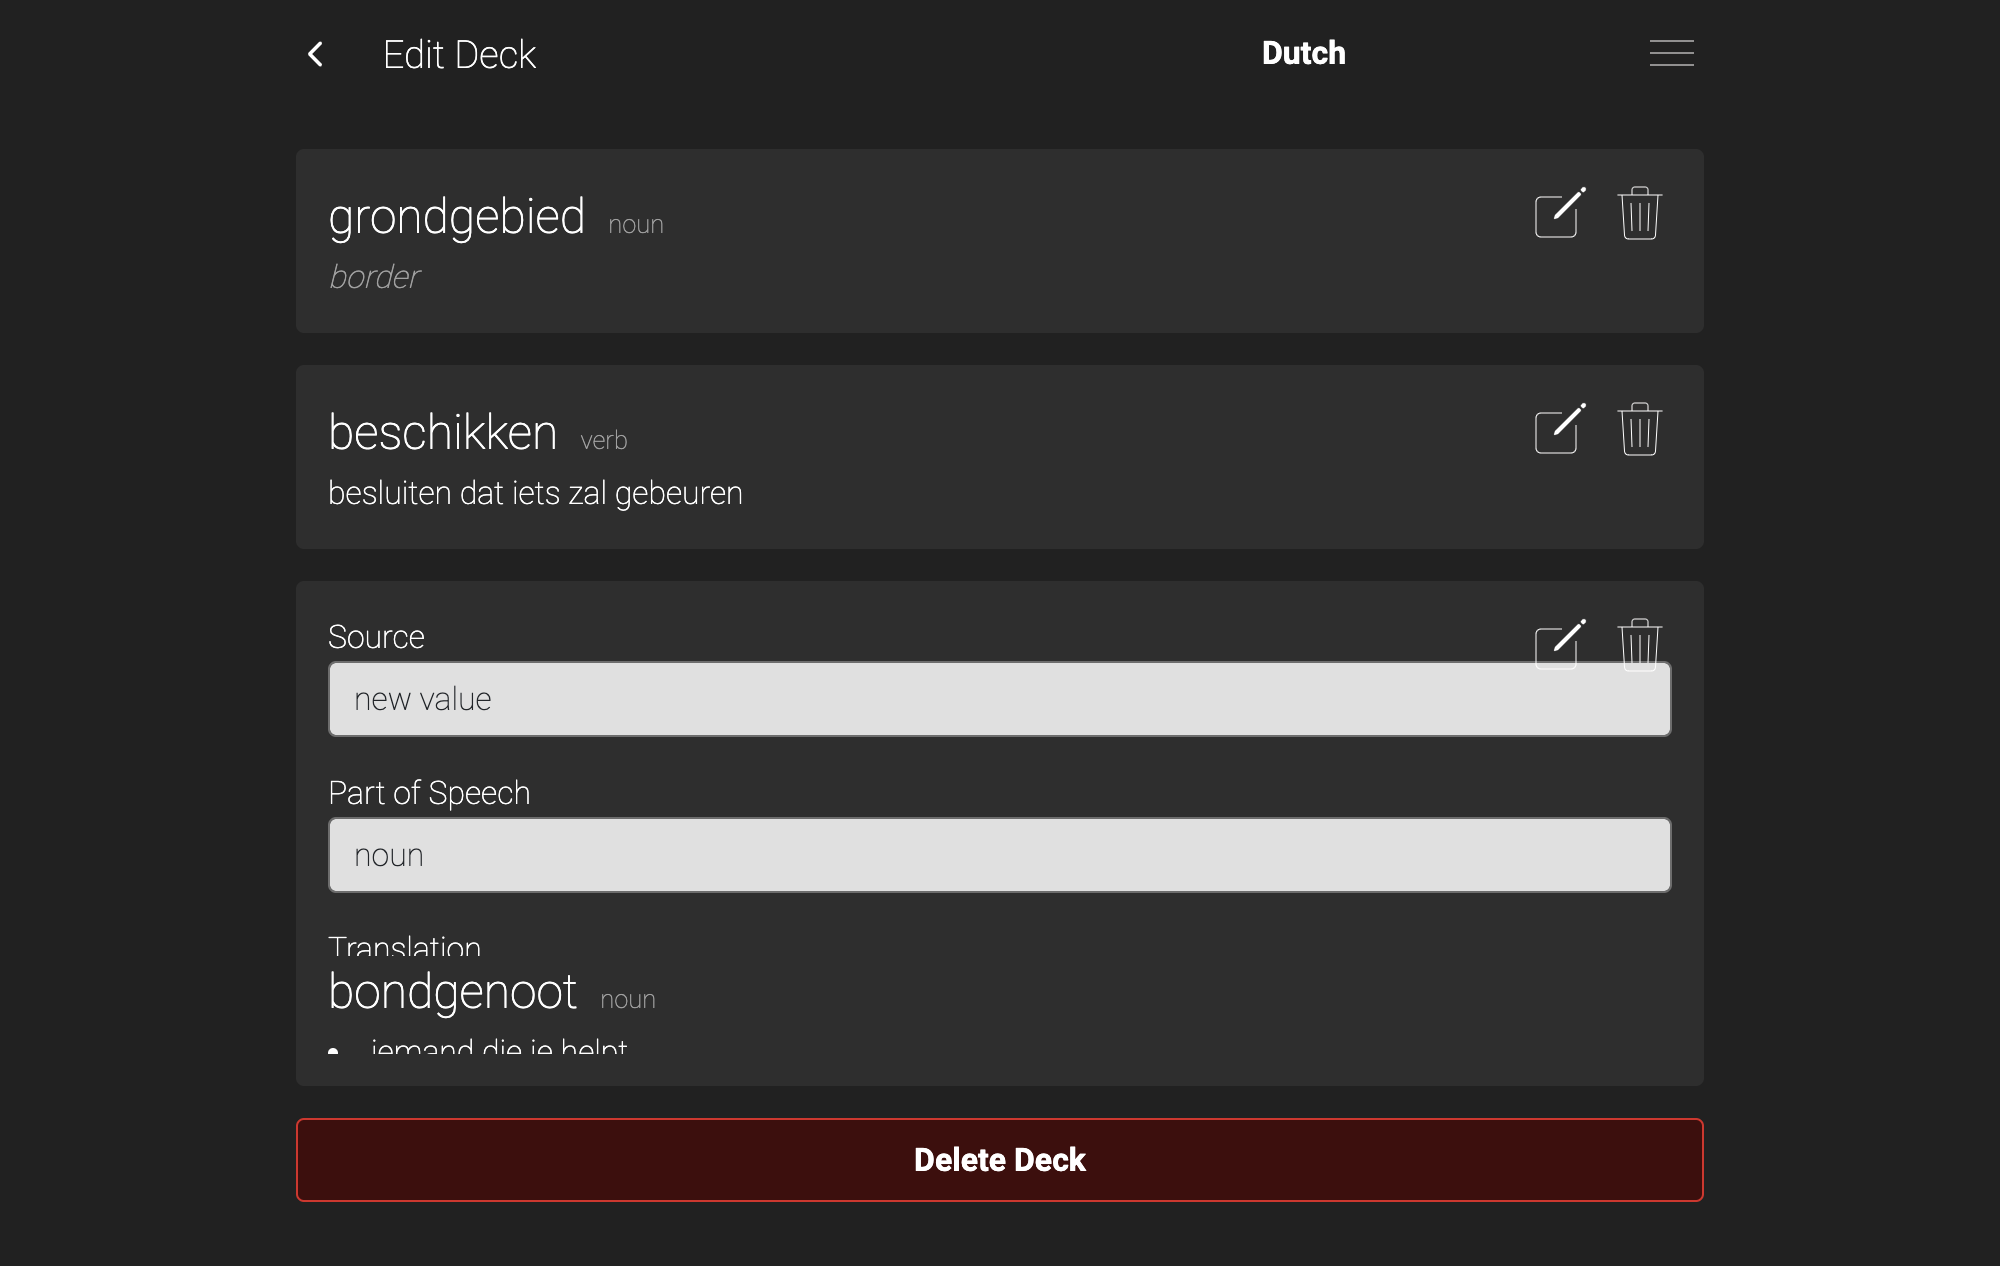 Edit Deck
Dutch
grondgebied noun
border
beschikken verb
besluiten dat iets zal gebeuren
Source
new value
Part of Speech
noun
Translation
bondgenoot noun
• iemand die je helpt
Delete Deck